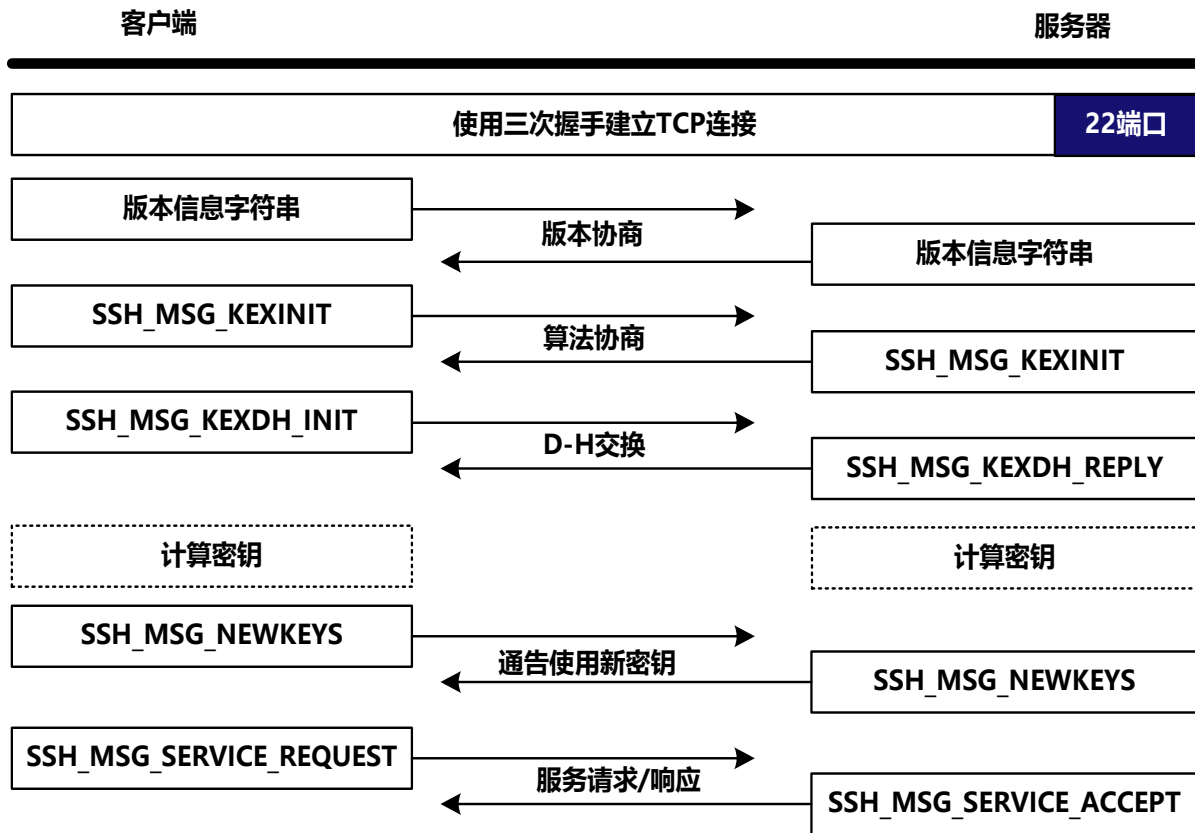 客户端
服务器
使用三次握手建立TCP连接
22端口
版本信息字符串
版本协商
版本信息字符串
SSH_MSG_KEXINIT
算法协商
SSH_MSG_KEXINIT
SSH_MSG_KEXDH_INIT
D-H交换
SSH_MSG_KEXDH_REPLY
计算密钥
计算密钥
SSH_MSG_NEWKEYS
通告使用新密钥
SSH_MSG_NEWKEYS
SSH_MSG_SERVICE_REQUEST
服务请求/响应
SSH_MSG_SERVICE_ACCEPT